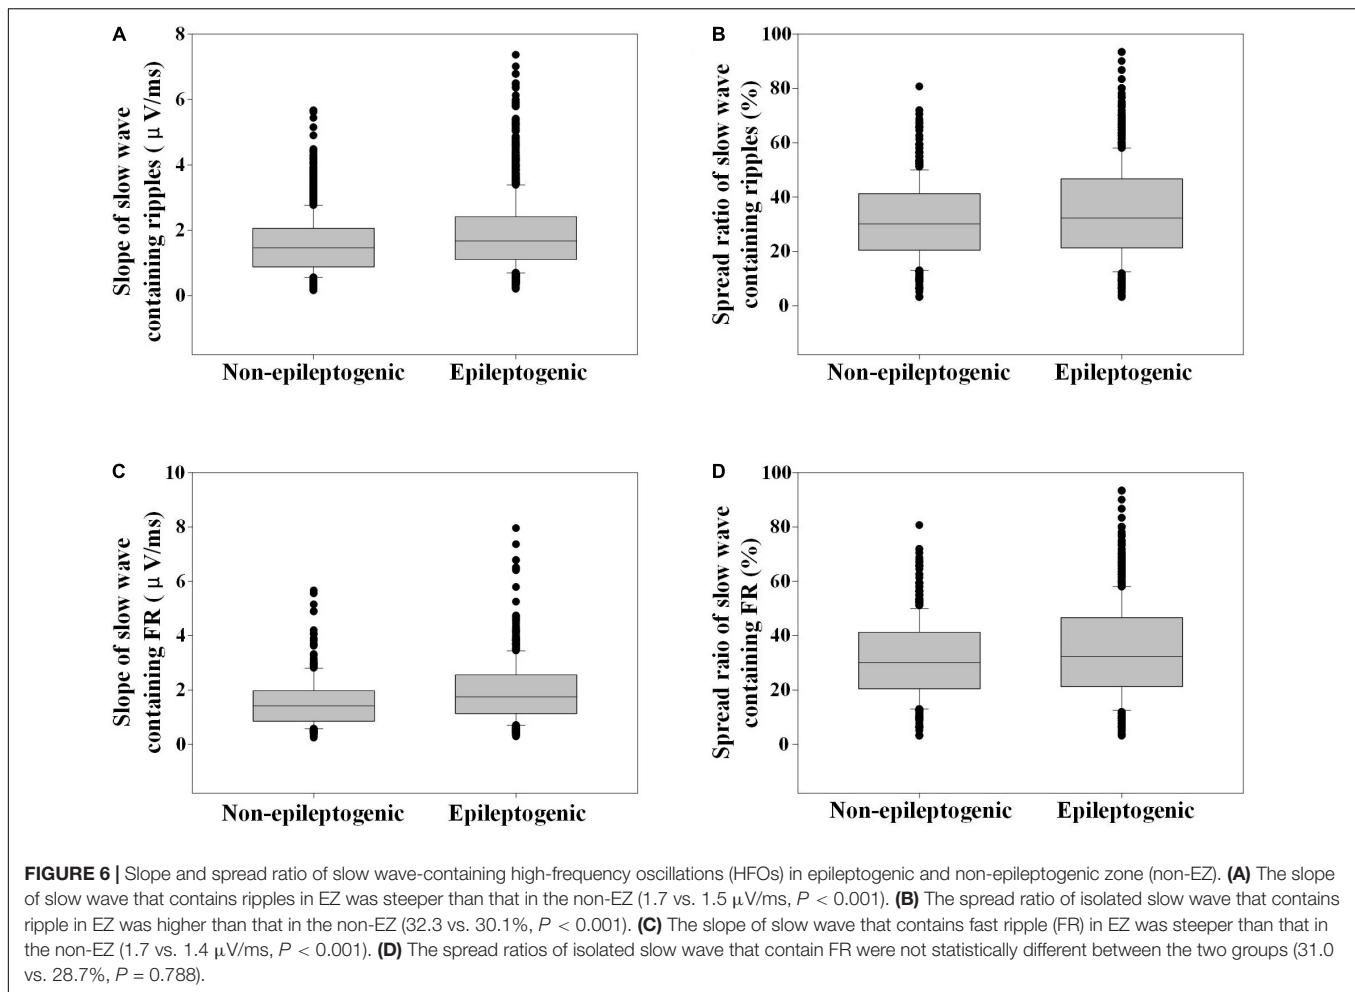 A
8
6
4
2
0
Slope of slow wave
containing ripples ( μ V/ms)
Non-epileptogenic
Epileptogenic
B
100
80
60
40
20
0
Spread ratio of slow wave
containing ripples (%)
Non-epileptogenic
Epileptogenic
C
10
8
6
4
2
0
Slope of slow wave
containing FR ( μ V/ms)
Non-epileptogenic
Epileptogenic
D
100
80
60
40
20
0
Spread raio of slow wave
containing FR (%)
Non-epileptogenic
Epileptogenic
FIGURE 6 | Slope and spread ratio of slow wave-containing high-frequency oscillations (HFOs) in epileptogenic and non-epileptogenic zone (non-EZ). (A) The slope
of slow wave that contains ripples in EZ was steeper than that in the non-EZ (1.7 vs. 1.5 μV/ms, P < 0.001). (B) The spread ratio of isolated slow wave that contains
ripple in EZ was higher than that in the non-EZ (32.3 vs. 30.1%, P < 0.001). (C) The slope of slow wave that contains fast ripple (FR) in EZ was steeper than that in
the non-EZ (1.7 vs. 1.4 μV/ms, P < 0.001). (D) The spread ratios of isolated slow wave that contain FR were not statistically different between the two groups (31.0
vs. 28.7%, P = 0.788).